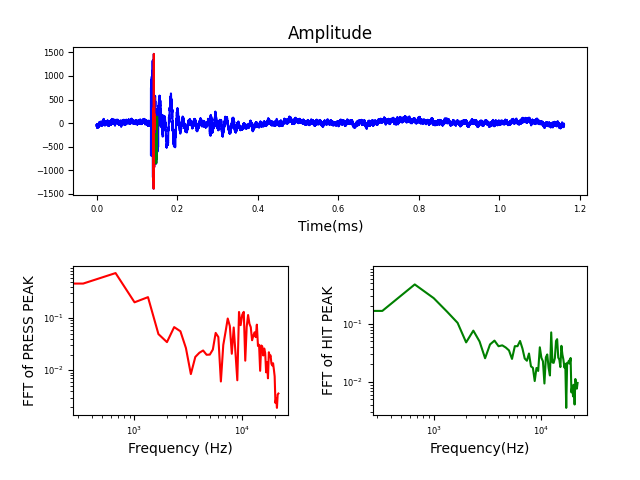 Amplitude
1500
1000
500
0
−500
−1000
−1500
0.0 0.2 0.4 0.6 0.8 1.0 1.2
Time(ms)
FFT of PRESS PEAK
10⁻¹
10⁻²
10³ 10⁴
Frequency (Hz)
FFT of HIT PEAK
10⁻¹
10⁻²
10³ 10⁴
Frequency(Hz)